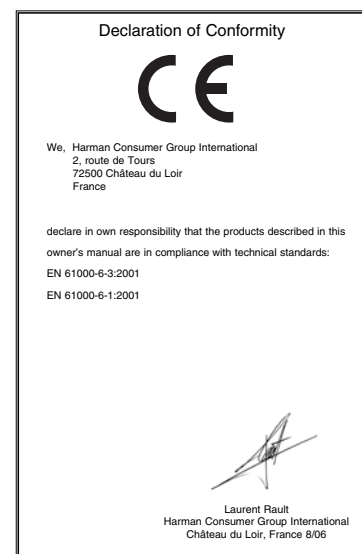 Declaration of Conformity
CE
We, Harman Consumer Group International
2, route de Tours
72500 Château du Loir
France
declare in own responsibility that the products described in this
owner's manual are in compliance with technical standards:
EN 61000-6-3:2001
EN 61000-6-1:2001
Laurent Rault
Harman Consumer Group International
Château du Loir, France 8/06